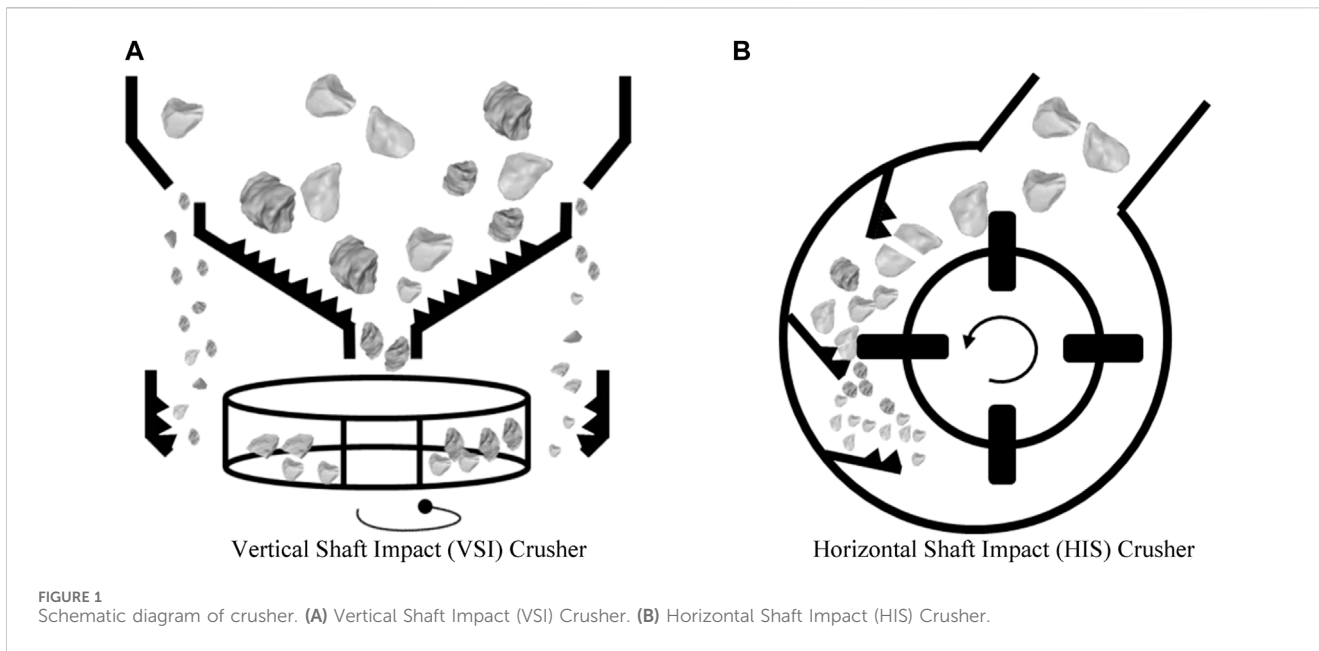 A
B
Vertical Shaft Impact (VSI) Crusher
Horizontal Shaft Impact (HIS) Crusher
FIGURE 1
Schematic diagram of crusher. (A) Vertical Shaft Impact (VSI) Crusher. (B) Horizontal Shaft Impact (HIS) Crusher.